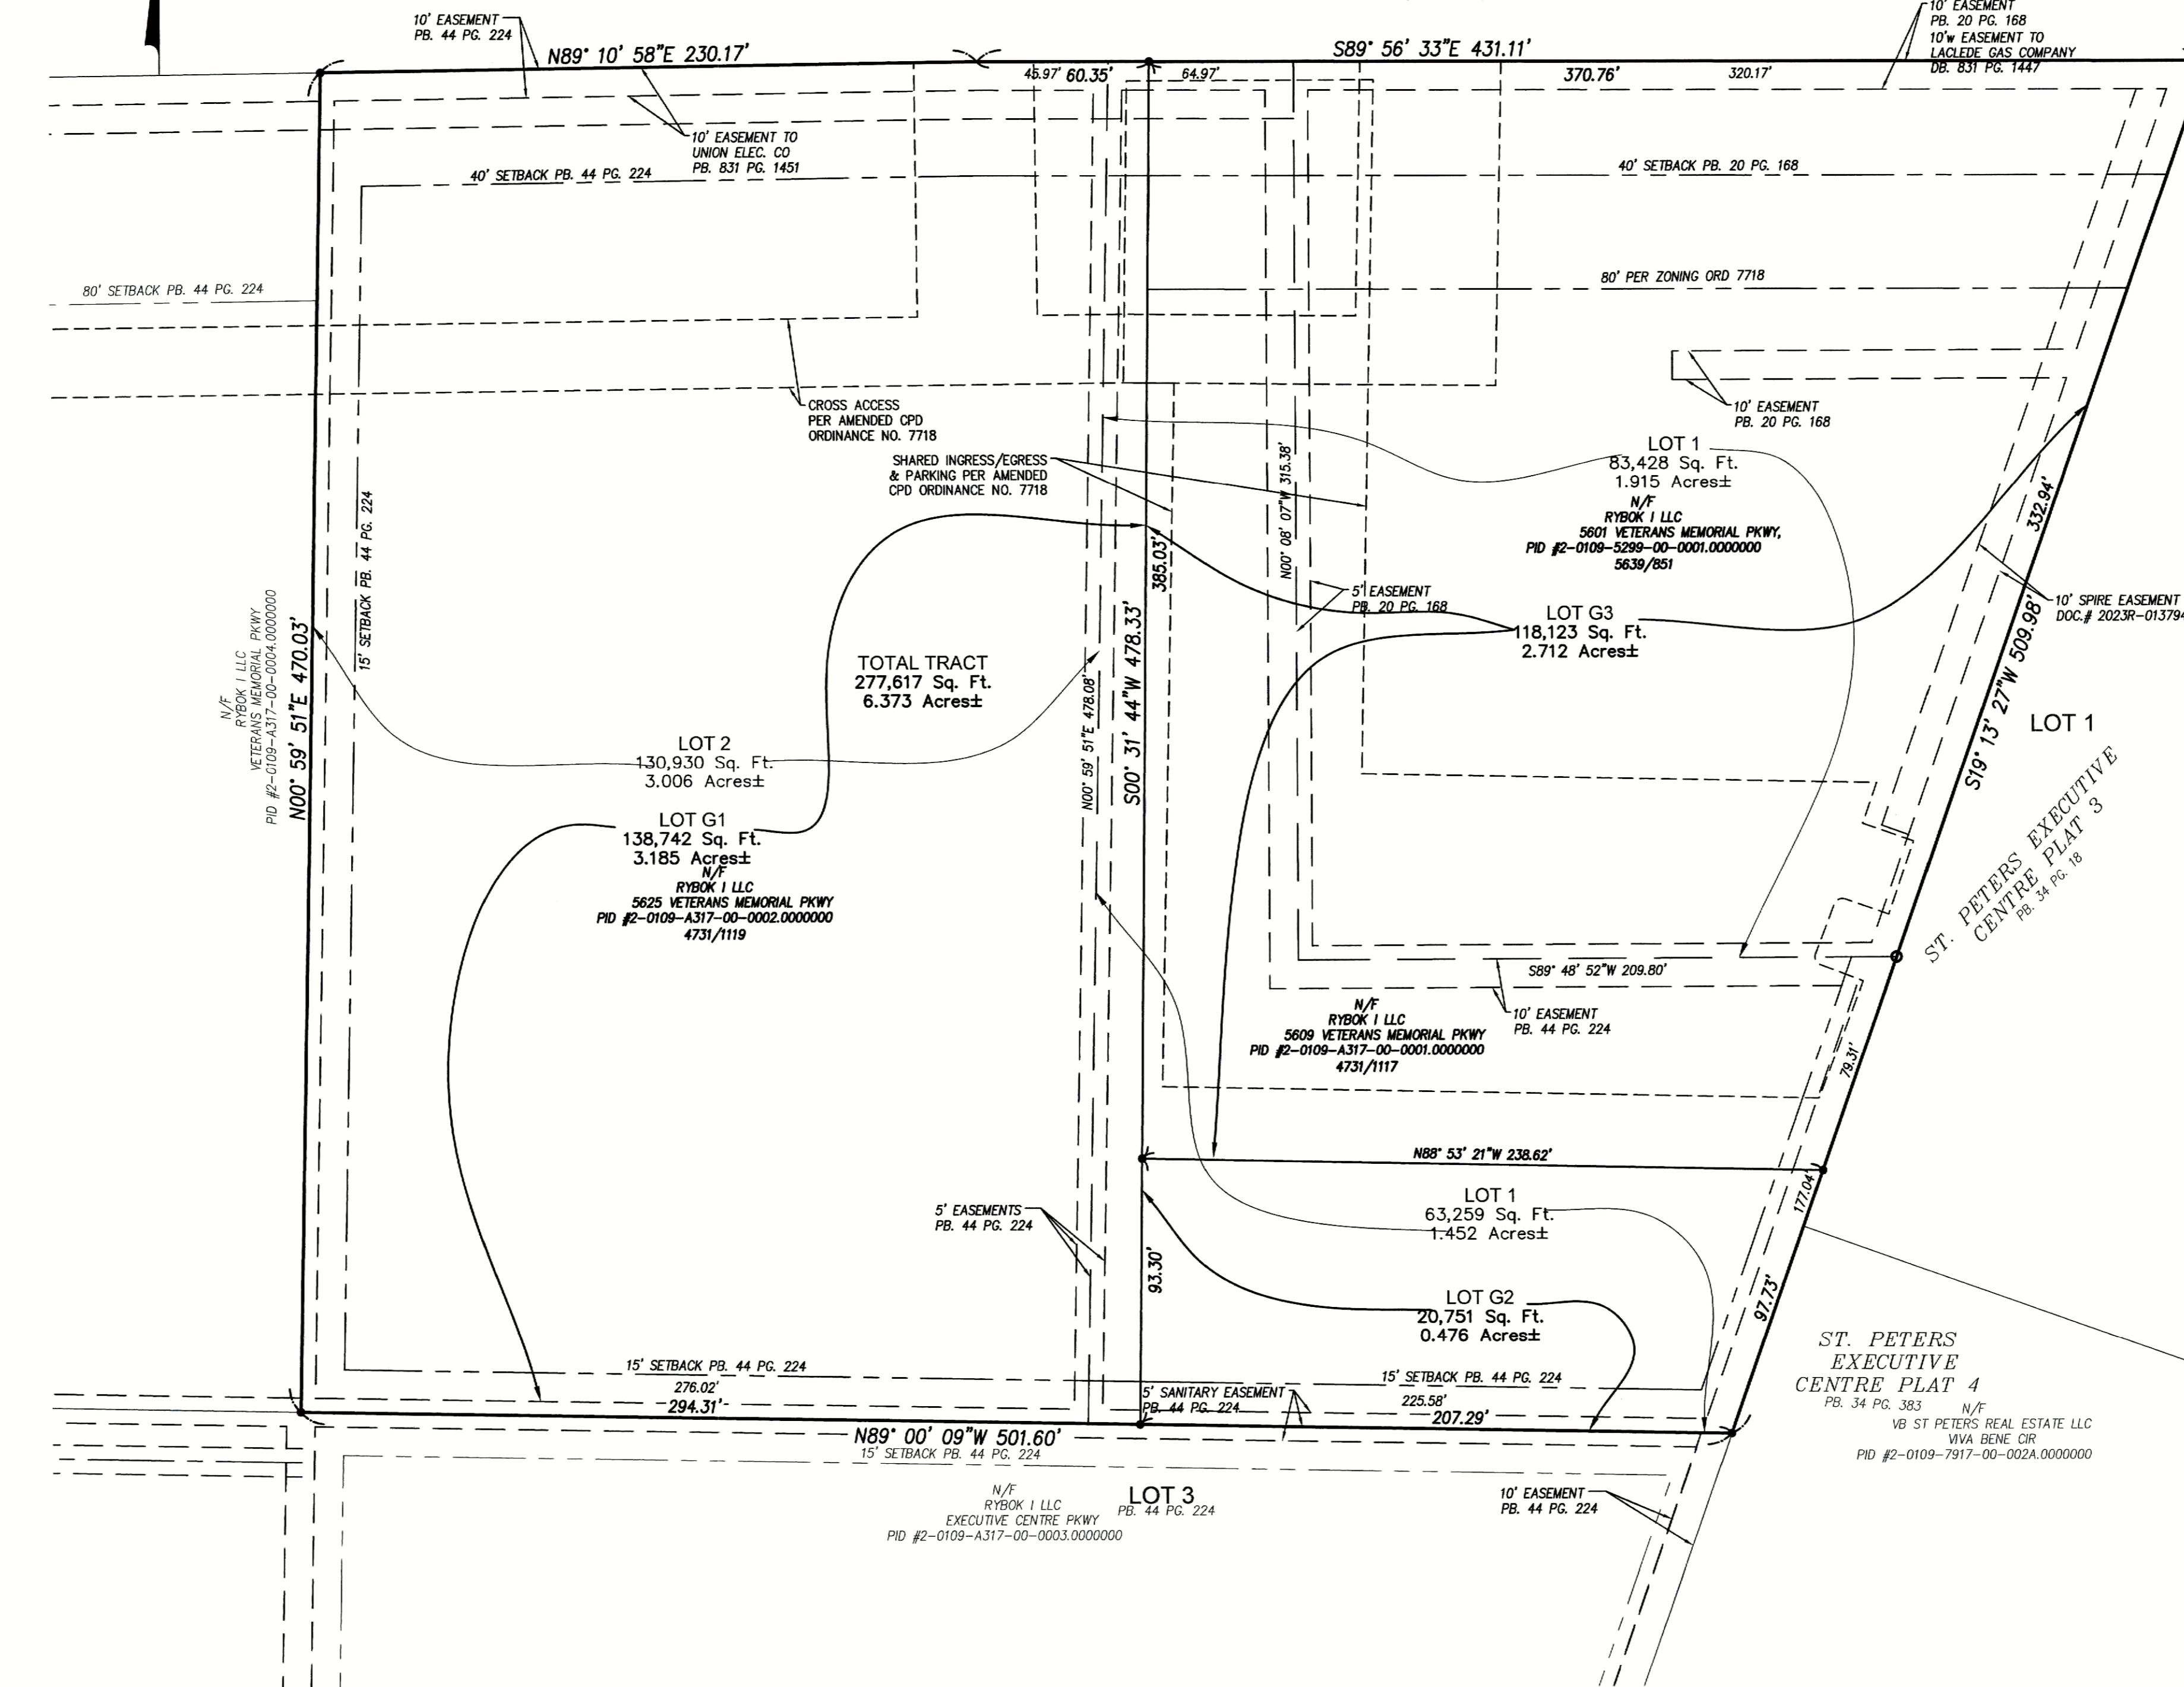 10' EASEMENT
PB. 44 PG. 224
N89° 10' 58"E 230.17'
S89° 56' 33"E 431.11'
10' EASEMENT
PB. 20 PG. 168
10'w EASEMENT TO
LACLEDE GAS COMPANY
DB. 831 PG. 1447
45.97' 60.35'
64.97'
370.76'
320.17'
10' EASEMENT TO
UNION ELEC. CO
PB. 831 PG. 1451
40' SETBACK PB. 44 PG. 224
40' SETBACK PB. 20 PG. 168
80' SETBACK PB. 44 PG. 224
80' PER ZONING ORD 7718
CROSS ACCESS
PER AMENDED CPD
ORDINANCE NO. 7718
10' EASEMENT
PB. 20 PG. 168
SHARED INGRESS/EGRESS
& PARKING PER AMENDED
CPD ORDINANCE NO. 7718
LOT 1
83,428 Sq. Ft.
1.915 Acres±
N/F
RYBOK I LLC
5601 VETERANS MEMORIAL PKWY,
PID #2-0109-5299-00-0001.0000000
5639/851
N00° 08' 07"W 315.38'
15' SETBACK PB. 44 PG. 224
385.03'
332.94'
5' EASEMENT
PB. 20 PG. 168
LOT G3
118,123 Sq. Ft.
2.712 Acres±
10' SPIRE EASEMENT
DOC.# 2023R-013794
N/F
RYBOK I LLC
VETERANS MEMORIAL PKWY
PID #2-0109-A317-00-0004.0000000
N00° 59' 51"E 470.03'
TOTAL TRACT
277,617 Sq. Ft.
6.373 Acres±
N00° 59' 51"E 478.08'
S00° 31' 44"W 478.33'
S19° 13' 27"W 509.98'
LOT 1
ST. PETERS EXECUTIVE
CENTRE PLAT 3
PB. 34 PG. 18
LOT 2
130,930 Sq. Ft.
3.006 Acres±
LOT G1
138,742 Sq. Ft.
3.185 Acres±
N/F
RYBOK I LLC
5625 VETERANS MEMORIAL PKWY
PID #2-0109-A317-00-0002.0000000
4731/1119
S89° 48' 52"W 209.80'
10' EASEMENT
PB. 44 PG. 224
N/F
RYBOK I LLC
5609 VETERANS MEMORIAL PKWY
PID #2-0109-A317-00-0001.0000000
4731/1117
79.31'
N88° 53' 21"W 238.62'
177.04'
LOT 1
63,259 Sq. Ft.
1.452 Acres±
5' EASEMENTS
PB. 44 PG. 224
93.30'
97.73'
LOT G2
20,751 Sq. Ft.
0.476 Acres±
15' SETBACK PB. 44 PG. 224
276.02'
294.31'
5' SANITARY EASEMENT
PB. 44 PG. 224
15' SETBACK PB. 44 PG. 224
225.58'
207.29'
ST. PETERS
EXECUTIVE
CENTRE PLAT 4
PB. 34 PG. 383
N/F
VB ST PETERS REAL ESTATE LLC
VIVA BENE CIR
PID #2-0109-7917-00-002A.0000000
N89° 00' 09"W 501.60'
15' SETBACK PB. 44 PG. 224
N/F
RYBOK I LLC
EXECUTIVE CENTRE PKWY
PID #2-0109-A317-00-0003.0000000
LOT 3
PB. 44 PG. 224
10' EASEMENT
PB. 44 PG. 224